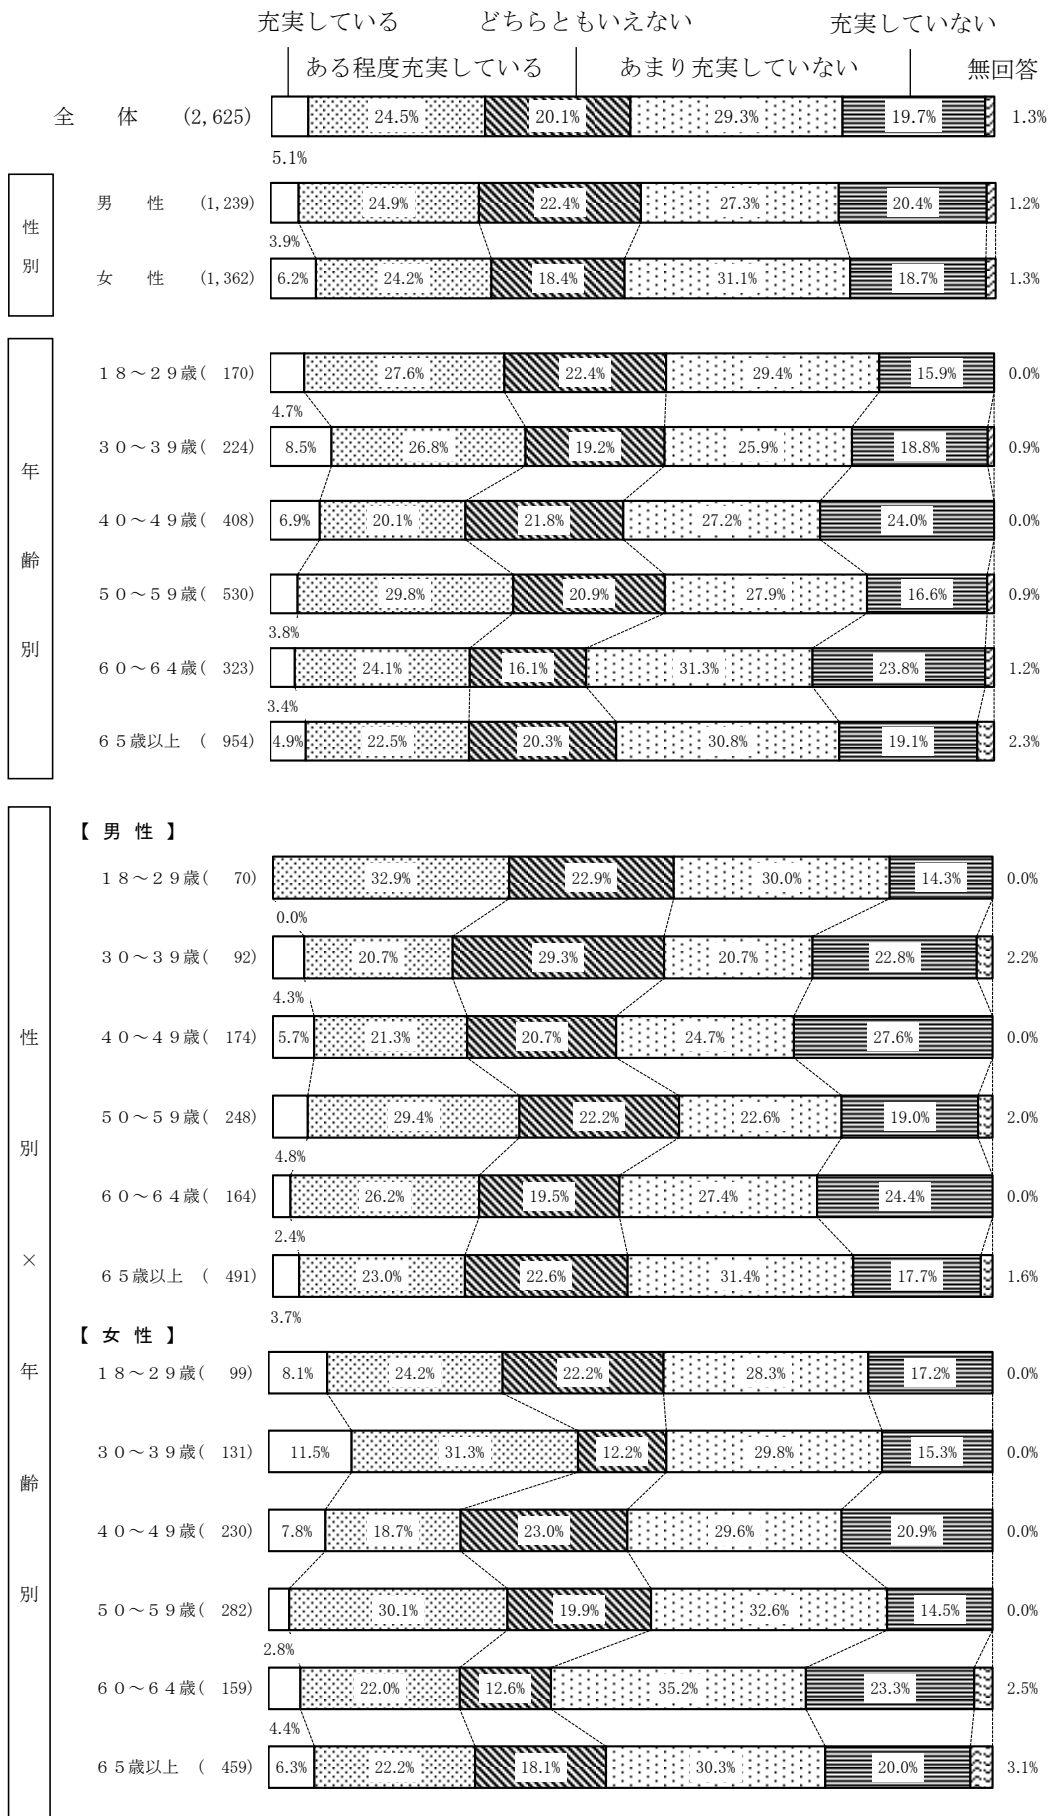 充実している どちらともいえない 充実していない
ある程度充実している あまり充実していない 無回答
全 体 (2,625) 24.5% 20.1% 29.3% 19.7% 1.3%
5.1%
性別
男 性 (1,239) 24.9% 22.4% 27.3% 20.4% 1.2%
3.9%
女 性 (1,362) 6.2% 24.2% 18.4% 31.1% 18.7% 1.3%
年齢別
18～29歳( 170) 27.6% 22.4% 29.4% 15.9% 0.0%
4.7%
30～39歳( 224) 8.5% 26.8% 19.2% 25.9% 18.8% 0.9%
40～49歳( 408) 6.9% 20.1% 21.8% 27.2% 24.0% 0.0%
50～59歳( 530) 29.8% 20.9% 27.9% 16.6% 0.9%
3.8%
60～64歳( 323) 24.1% 16.1% 31.3% 23.8% 1.2%
3.4%
65歳以上 ( 954) 4.9% 22.5% 20.3% 30.8% 19.1% 2.3%
性別×年齢別
【 男 性 】
18～29歳( 70) 32.9% 22.9% 30.0% 14.3% 0.0%
0.0%
30～39歳( 92) 20.7% 29.3% 20.7% 22.8% 2.2%
4.3%
40～49歳( 174) 5.7% 21.3% 20.7% 24.7% 27.6% 0.0%
50～59歳( 248) 29.4% 22.2% 22.6% 19.0% 2.0%
4.8%
60～64歳( 164) 26.2% 19.5% 27.4% 24.4% 0.0%
2.4%
65歳以上 ( 491) 23.0% 22.6% 31.4% 17.7% 1.6%
3.7%
【 女 性 】
18～29歳( 99) 8.1% 24.2% 22.2% 28.3% 17.2% 0.0%
30～39歳( 131) 11.5% 31.3% 12.2% 29.8% 15.3% 0.0%
40～49歳( 230) 7.8% 18.7% 23.0% 29.6% 20.9% 0.0%
50～59歳( 282) 30.1% 19.9% 32.6% 14.5% 0.0%
2.8%
60～64歳( 159) 22.0% 12.6% 35.2% 23.3% 2.5%
4.4%
65歳以上 ( 459) 6.3% 22.2% 18.1% 30.3% 20.0% 3.1%